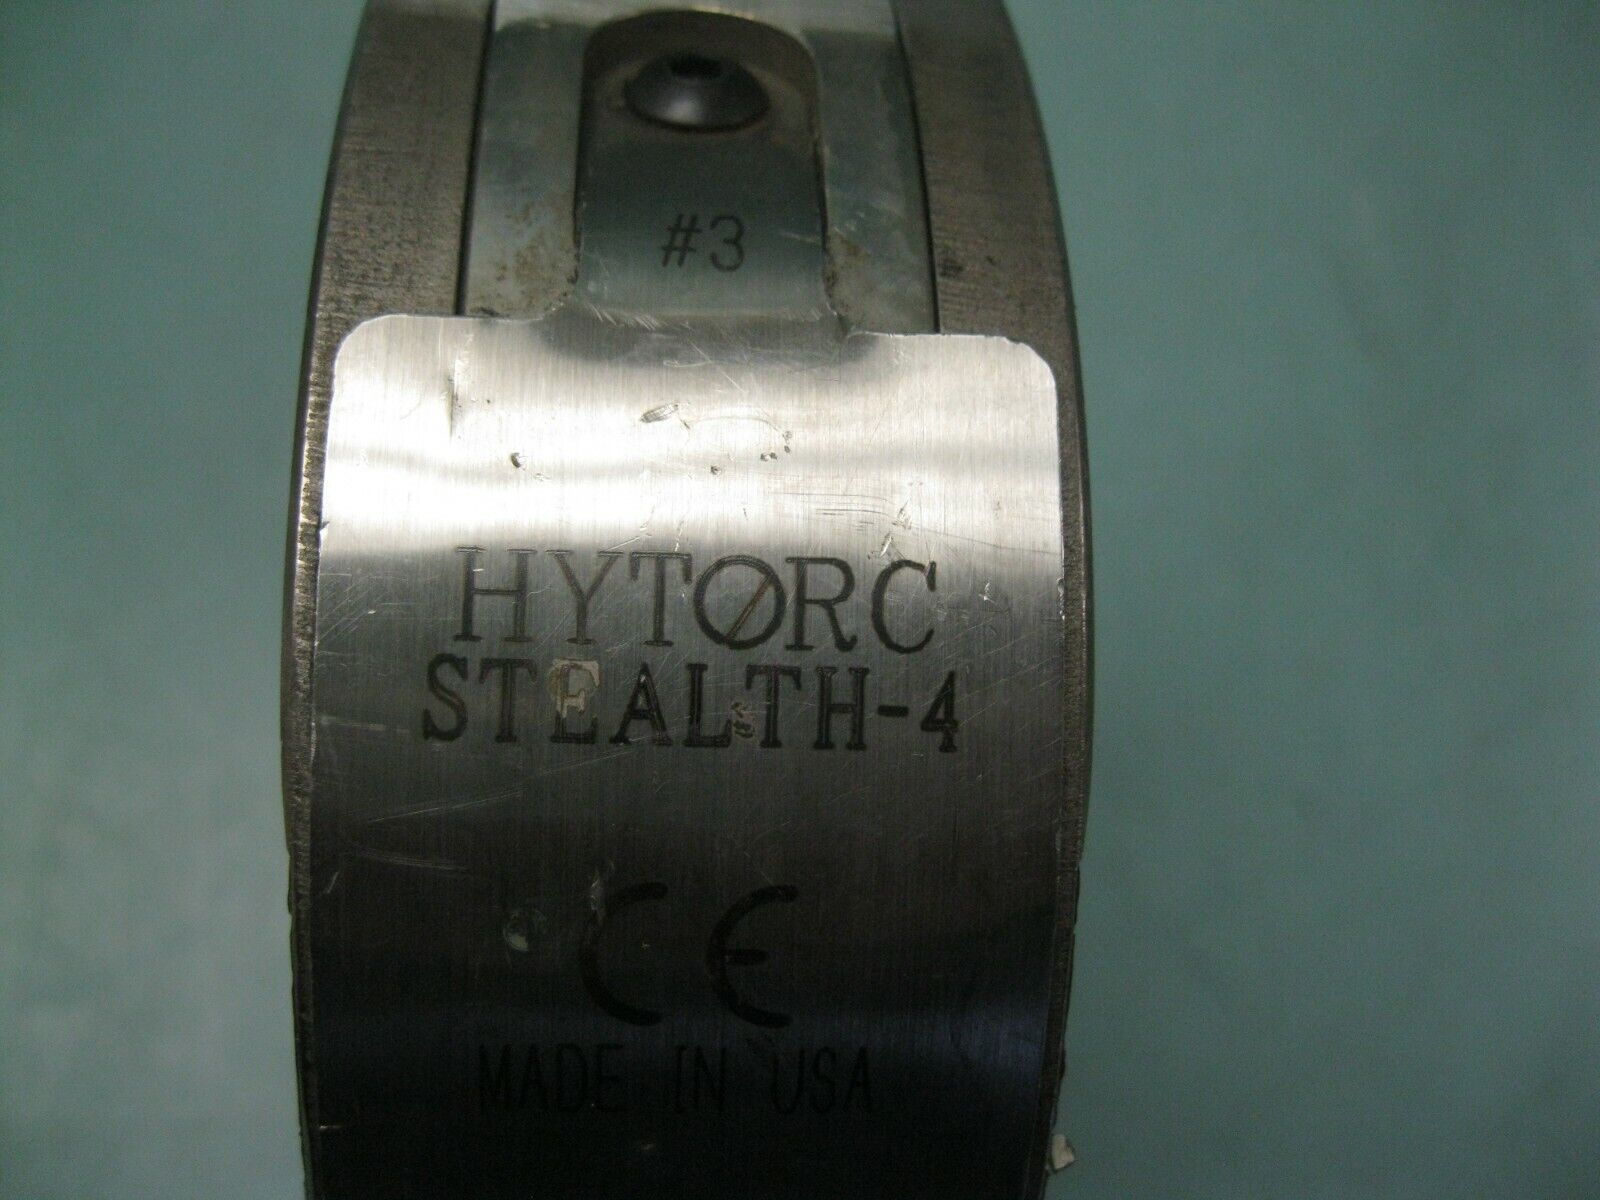 #3
HYTØRC
STEALTH-4
CE
MADE IN USA